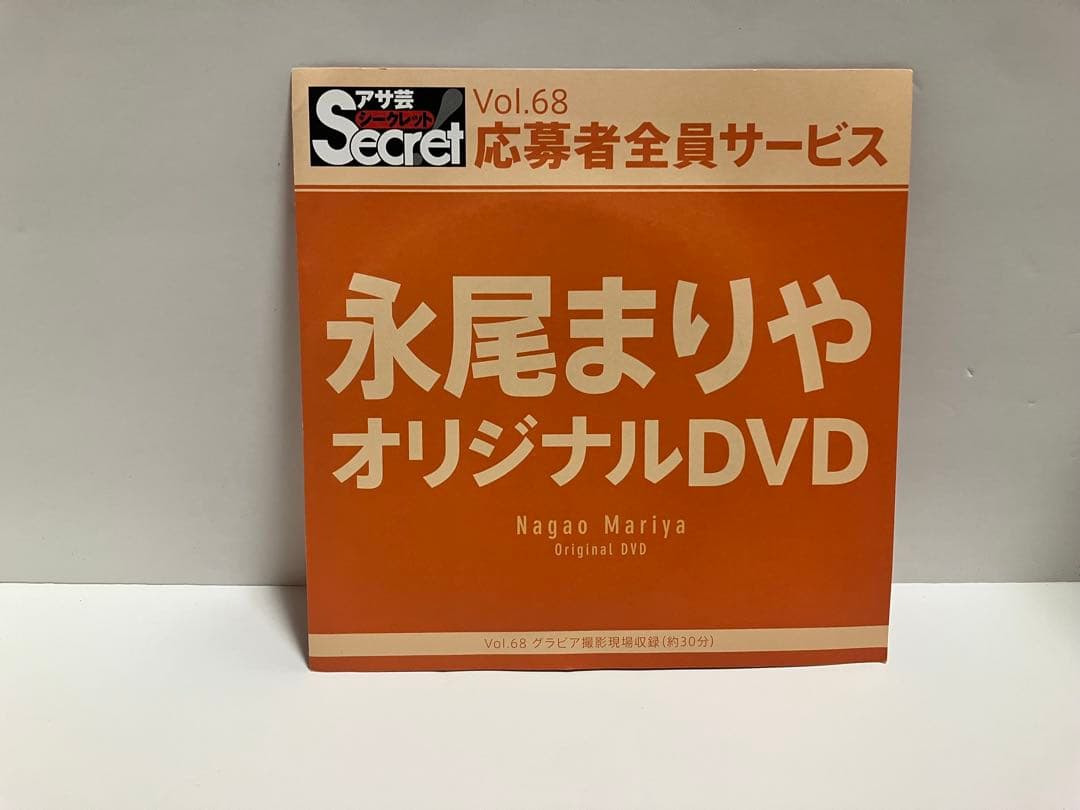 アサ芸
シークレット!
Secret
Vol.68
応募者全員サービス
永尾まりや
オリジナルDVD
Nagao Mariya
Original DVD
Vol.68 グラビア撮影現場収録(約30分)